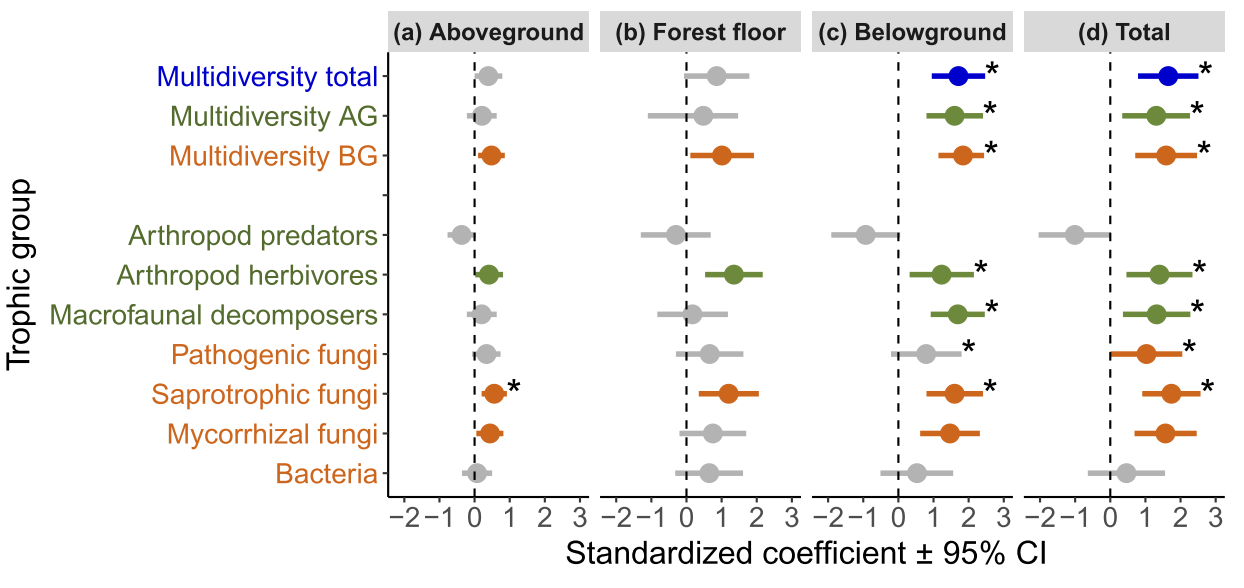 (a) Aboveground (b) Forest floor (c) Belowground (d) Total
Trophic group
Multidiversity total * *
Multidiversity AG * *
Multidiversity BG * *
Arthropod predators
Arthropod herbivores * *
Macrofaunal decomposers * *
Pathogenic fungi * *
Saprotrophic fungi * * *
Mycorrhizal fungi
Bacteria
−2 −1 0 1 2 3 −2 −1 0 1 2 3 −2 −1 0 1 2 3 −2 −1 0 1 2 3
Standardized coefficient ± 95% CI